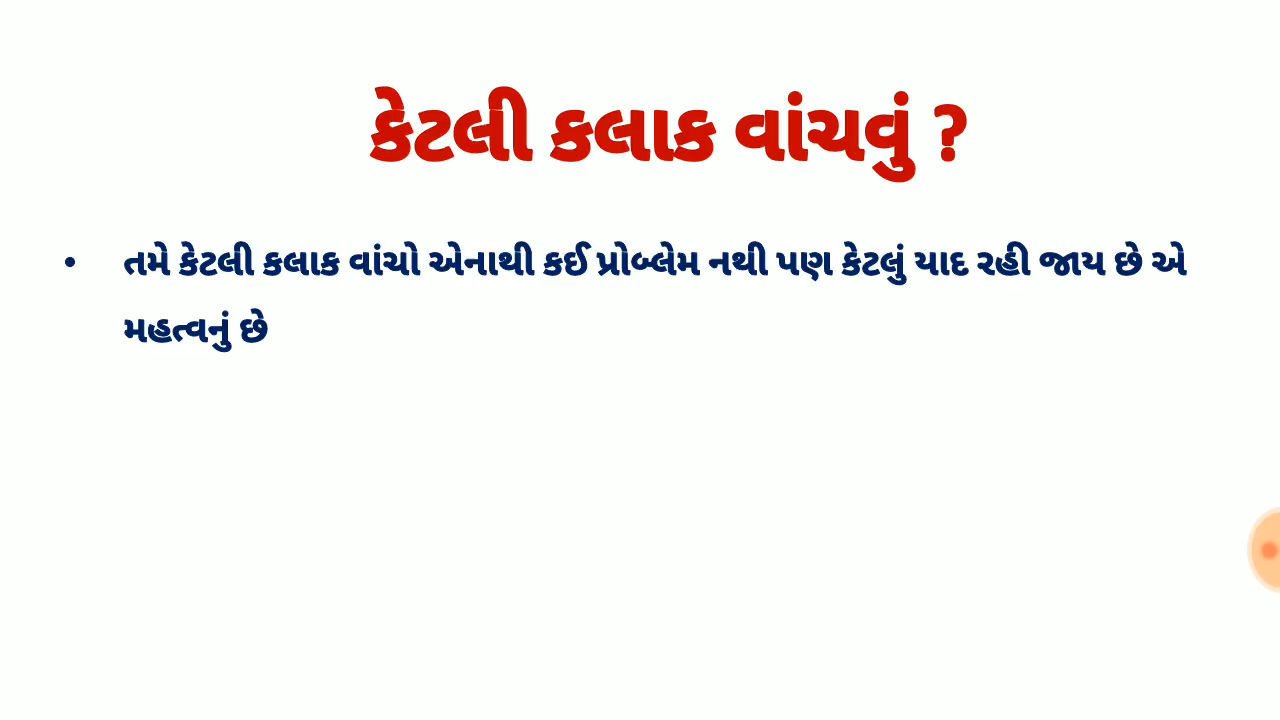 કેટલી કલાક વાંચવું ?
• તમે કેટલી કલાક વાંચો એનાથી કઈ પ્રોબ્લેમ નથી પણ કેટલું યાદ રહી જાય છે એ
મહત્વનું છે